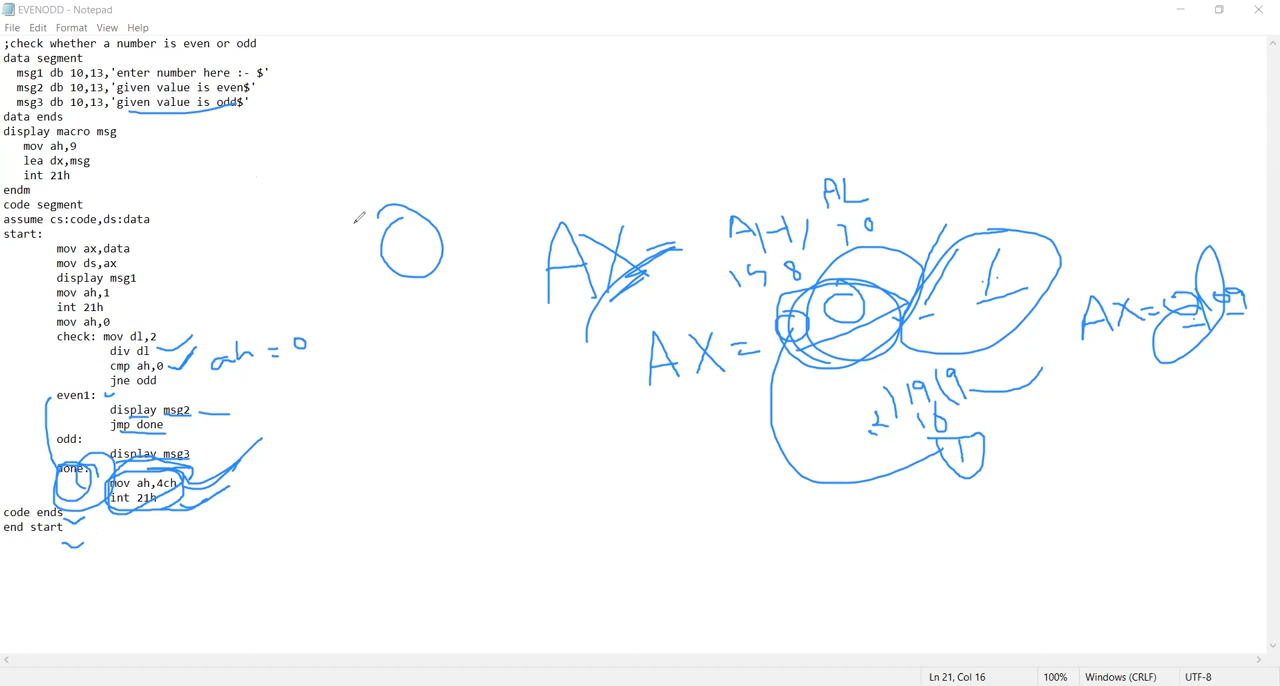 EVENODD - Notepad
File Edit Format View Help
;check whether a number is even or odd
data segment
msg1 db 10,13,'enter number here :- $'
msg2 db 10,13,'given value is even$'
msg3 db 10,13,'given value is odd$'
data ends
display macro msg
mov ah,9
lea dx,msg
int 21h
endm
code segment
assume cs:code,ds:data
start:
mov ax,data
mov ds,ax
display msg1
mov ah,1
int 21h
mov ah,0
check: mov dl,2
div dl
cmp ah,0
jne odd
even1:
display msg2
jmp done
odd:
display msg3
done:
mov ah,4ch
int 21h
code ends
end start
ah = 0
AL
AH
AX =
AX =
Ln 21, Col 16 100% Windows (CRLF) UTF-8